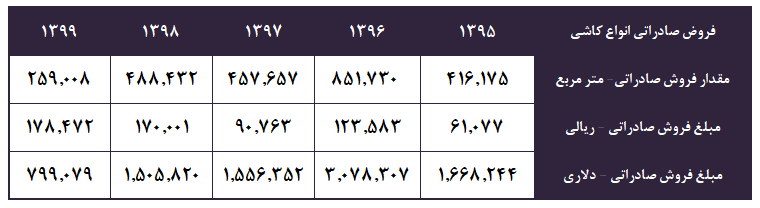 فروش صادراتی انواع کاشی ۱۳۹۵ ۱۳۹۶ ۱۳۹۷ ۱۳۹۸ ۱۳۹۹
مقدار فروش صادراتی- متر مربع ۴۱۶,۱۷۵ ۸۵۱,۷۳۰ ۴۵۷,۶۵۷ ۴۸۸,۴۳۲ ۲۵۹,۰۰۸
مبلغ فروش صادراتی - ریالی ۶۱,۰۷۷ ۱۲۳,۵۸۳ ۹۰,۷۶۳ ۱۷۰,۰۰۱ ۱۷۸,۴۷۲
مبلغ فروش صادراتی - دلاری ۱,۶۶۸,۲۴۴ ۳,۰۷۸,۳۰۷ ۱,۵۵۶,۳۵۲ ۱,۵۰۵,۸۲۰ ۷۹۹,۰۷۹